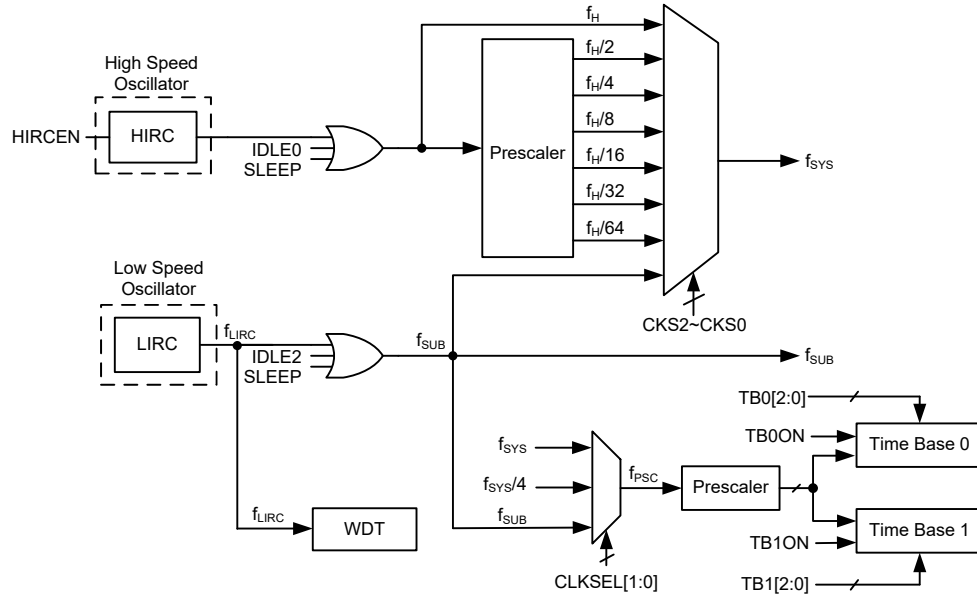 High Speed
Oscillator
HIRCEN
HIRC
IDLE0
SLEEP
Prescaler
fH
fH/2
fH/4
fH/8
fH/16
fH/32
fH/64
fSYS
CKS2~CKS0
Low Speed
Oscillator
LIRC
fLIRC
IDLE2
SLEEP
fSUB
fSUB
fLIRC
WDT
fSYS
fSYS/4
fSUB
CLKSEL[1:0]
fPSC
Prescaler
TB0[2:0]
TB0ON
Time Base 0
Time Base 1
TB1ON
TB1[2:0]